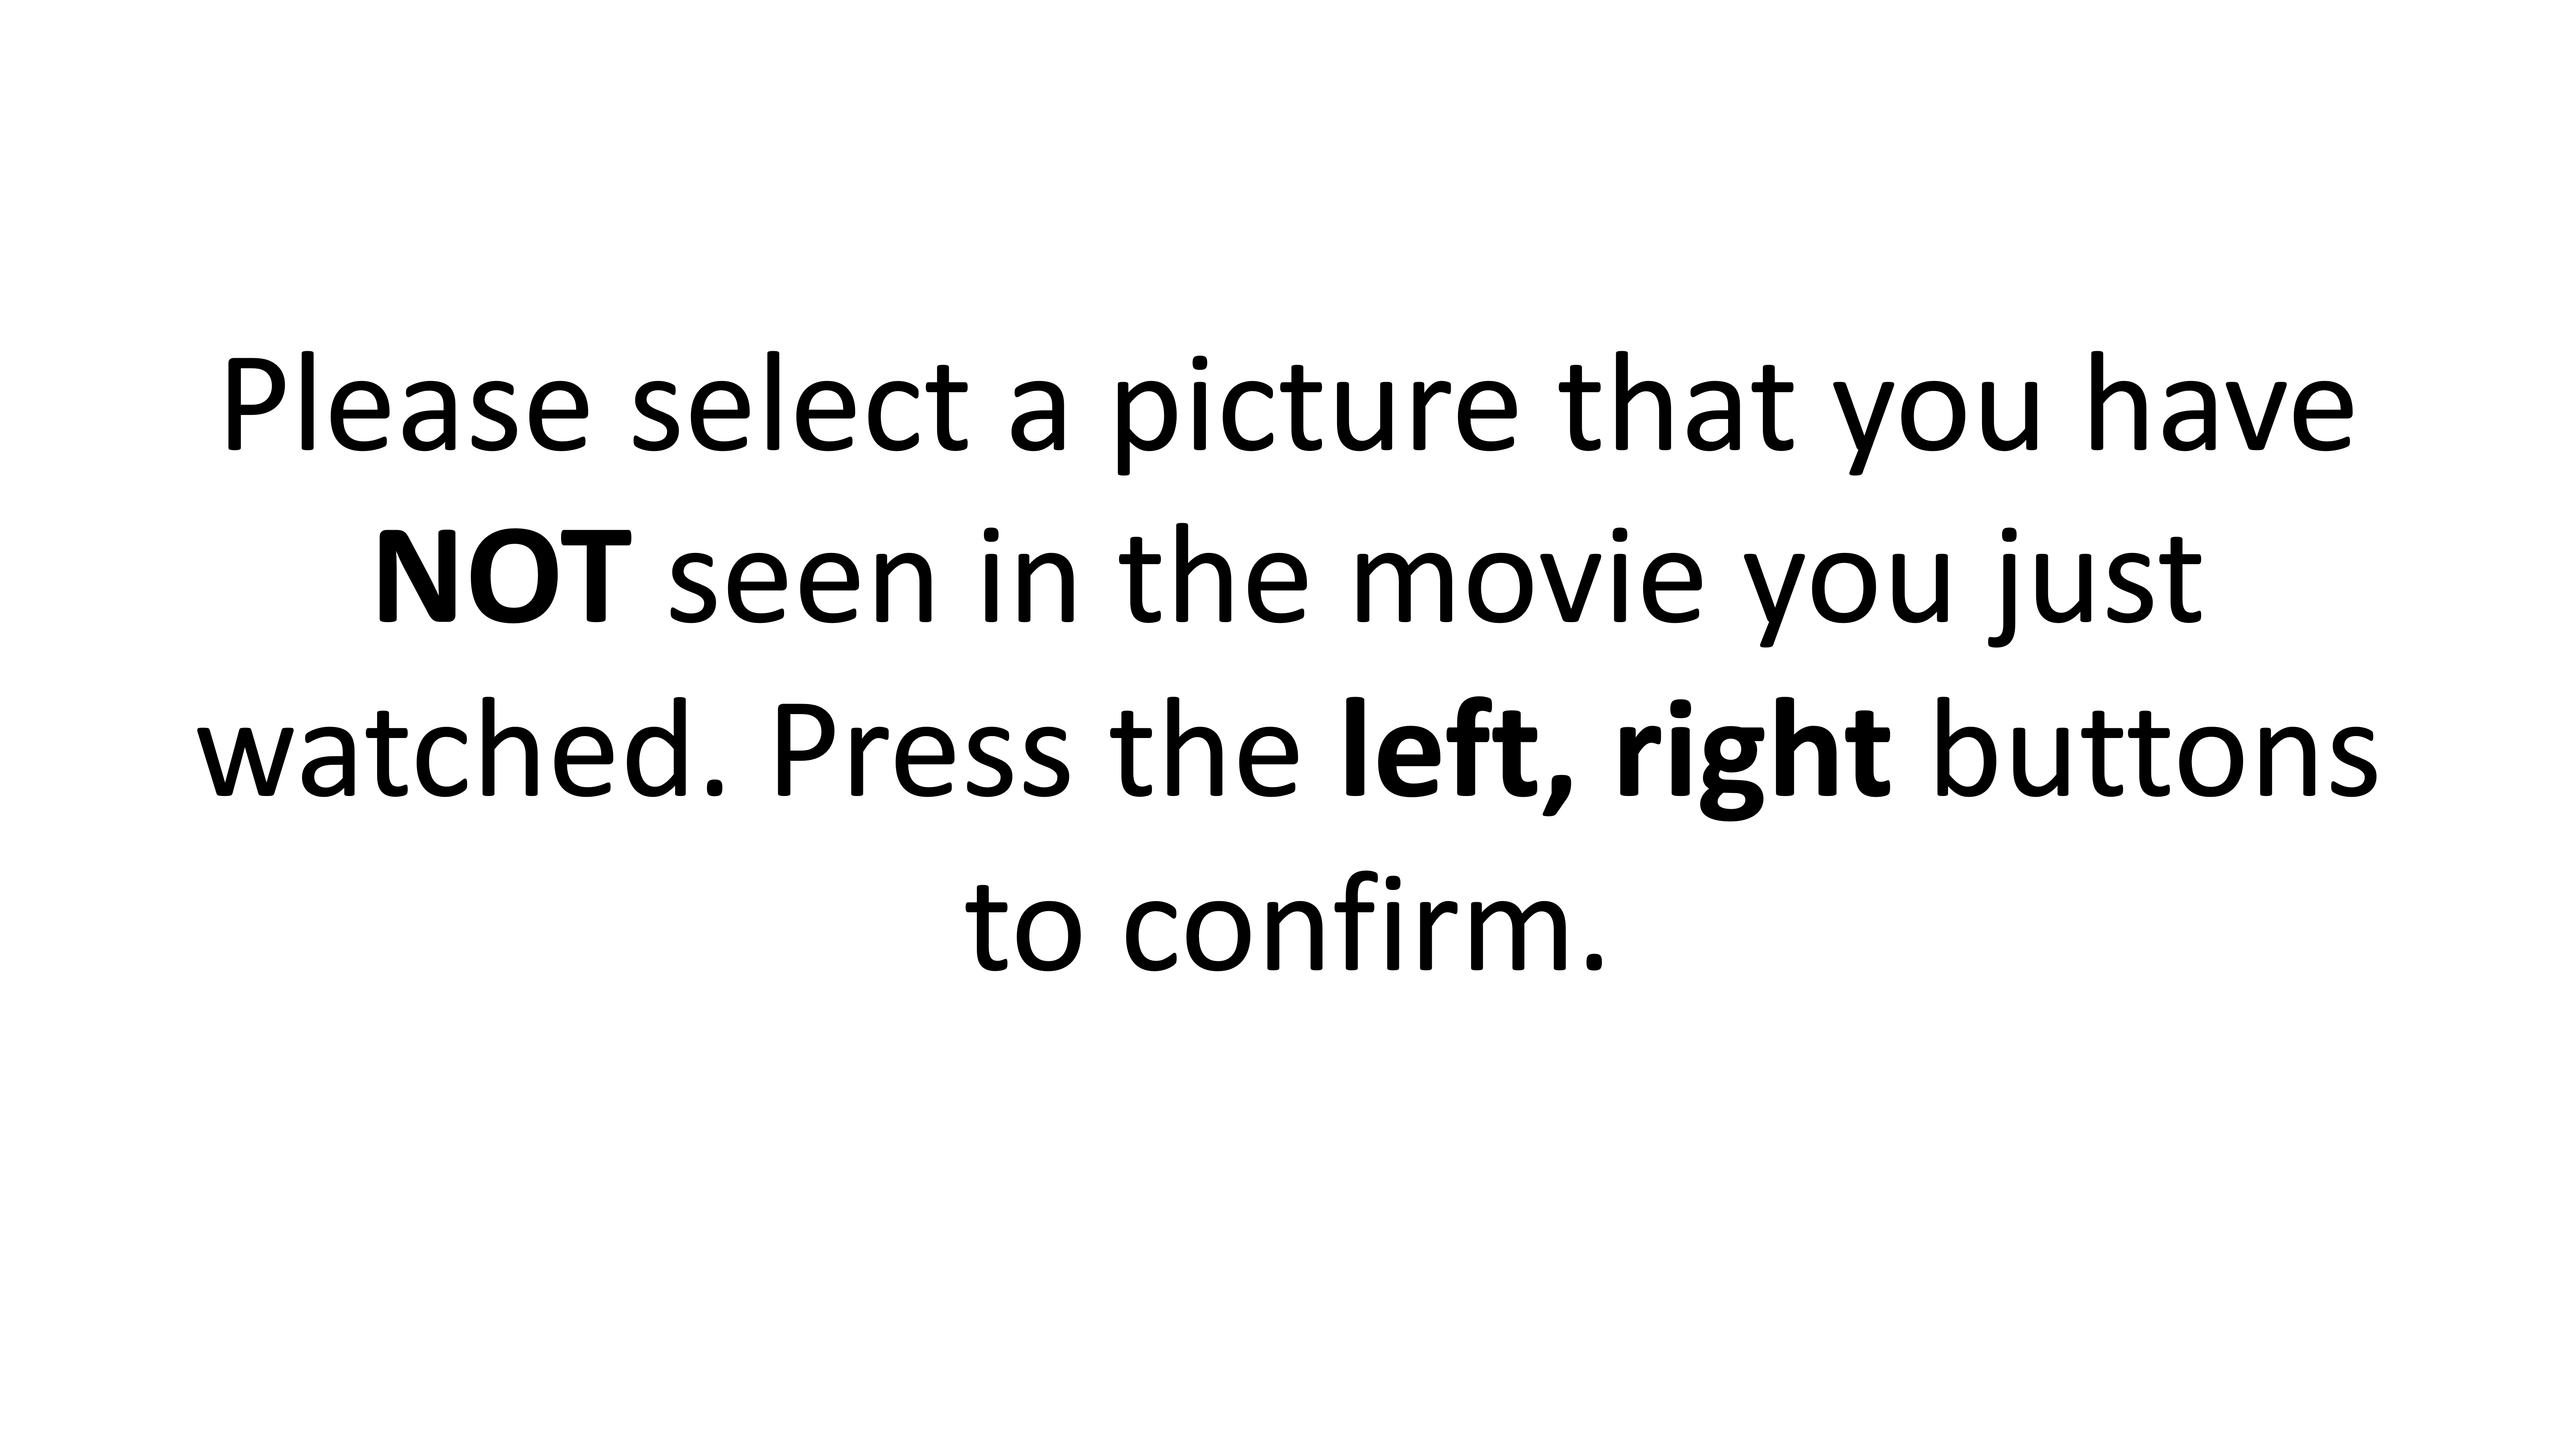 Please select a picture that you have
NOT seen in the movie you just
watched. Press the left, right buttons
to confirm.